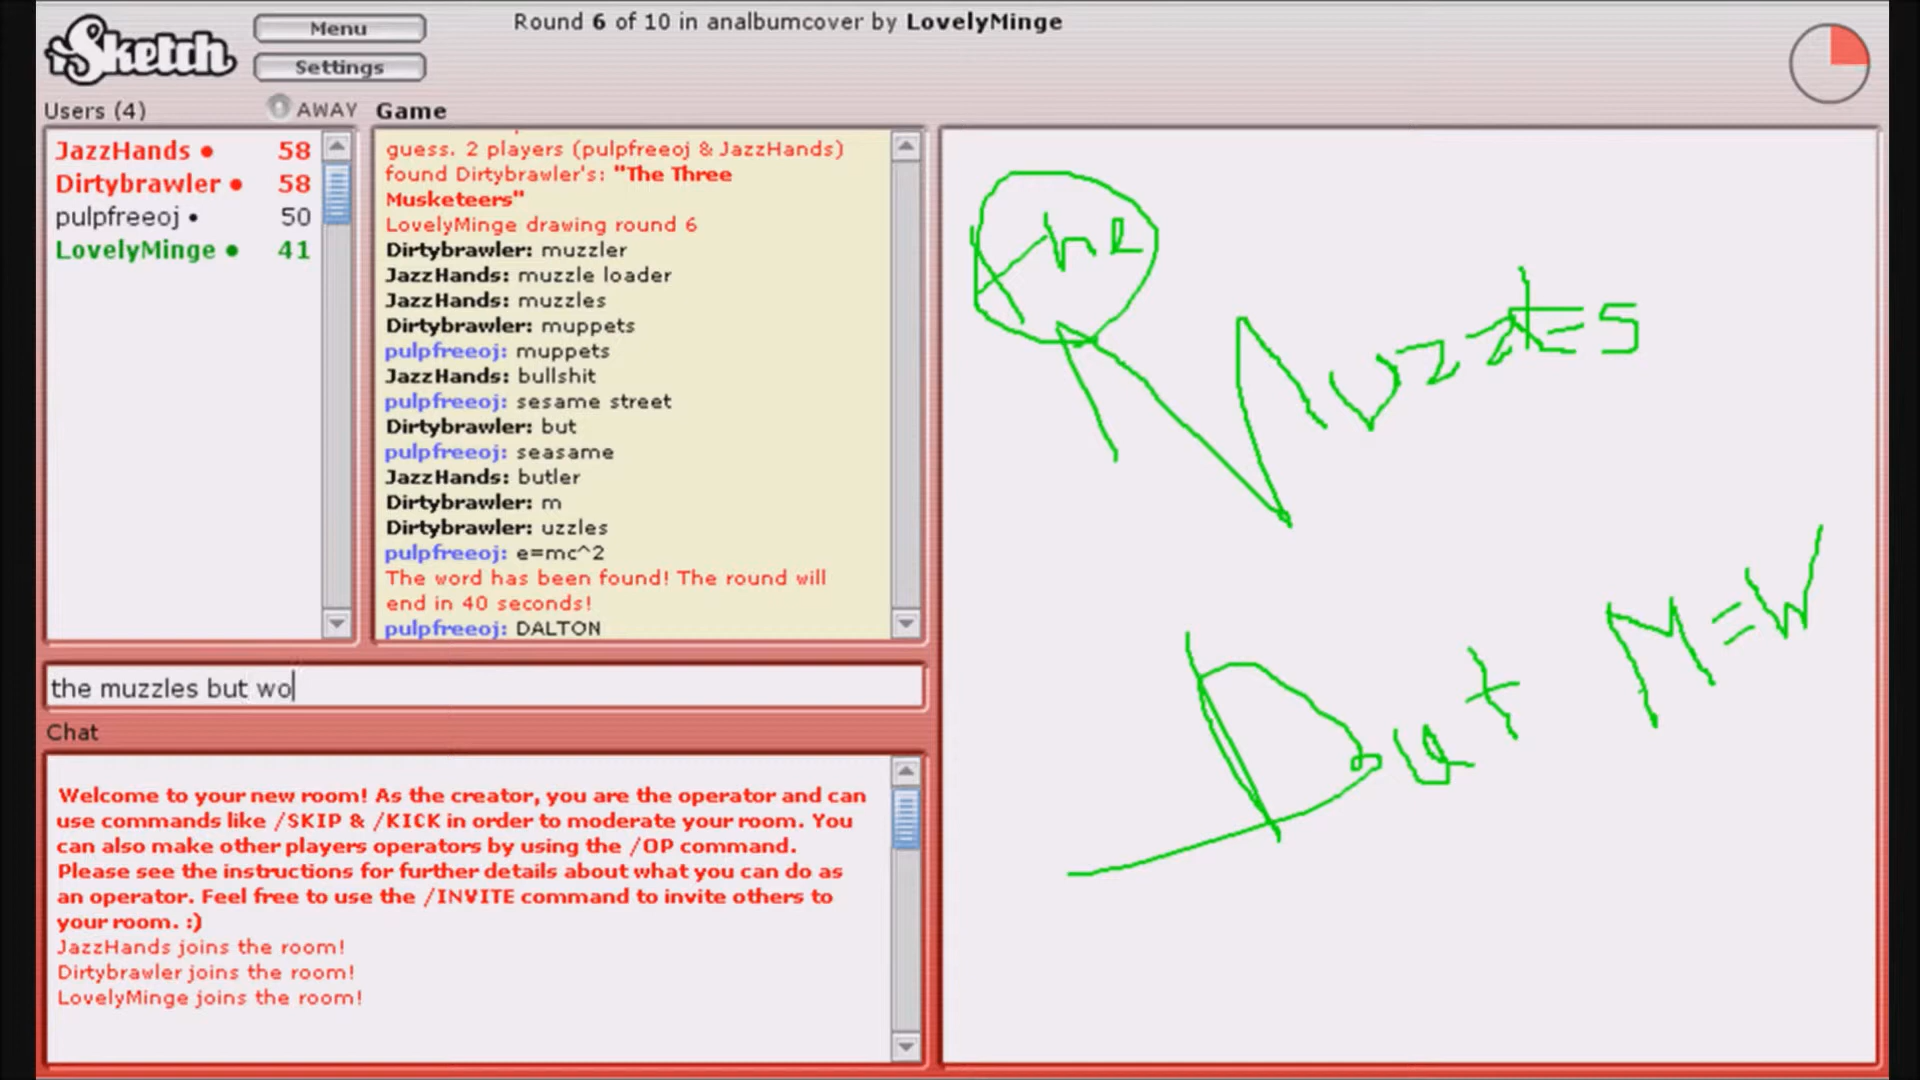 iSketch
Menu
Settings
Round 6 of 10 in analbumcover by LovelyMinge
Users (4)
AWAY
JazzHands • 58
Dirtybrawler • 58
pulpfreeoj • 50
LovelyMinge • 41
Game
guess. 2 players (pulpfreeoj & JazzHands)
found Dirtybrawler's: "The Three
Musketeers"
LovelyMinge drawing round 6
Dirtybrawler: muzzler
JazzHands: muzzle loader
JazzHands: muzzles
Dirtybrawler: muppets
pulpfreeoj: muppets
JazzHands: bullshit
pulpfreeoj: sesame street
Dirtybrawler: but
pulpfreeoj: seasame
JazzHands: butler
Dirtybrawler: m
Dirtybrawler: uzzles
pulpfreeoj: e=mc^2
The word has been found! The round will
end in 40 seconds!
pulpfreeoj: DALTON
the muzzles but wo
Chat
Welcome to your new room! As the creator, you are the operator and can
use commands like /SKIP & /KICK in order to moderate your room. You
can also make other players operators by using the /OP command.
Please see the instructions for further details about what you can do as
an operator. Feel free to use the /INVITE command to invite others to
your room. :)
JazzHands joins the room!
Dirtybrawler joins the room!
LovelyMinge joins the room!
M=W